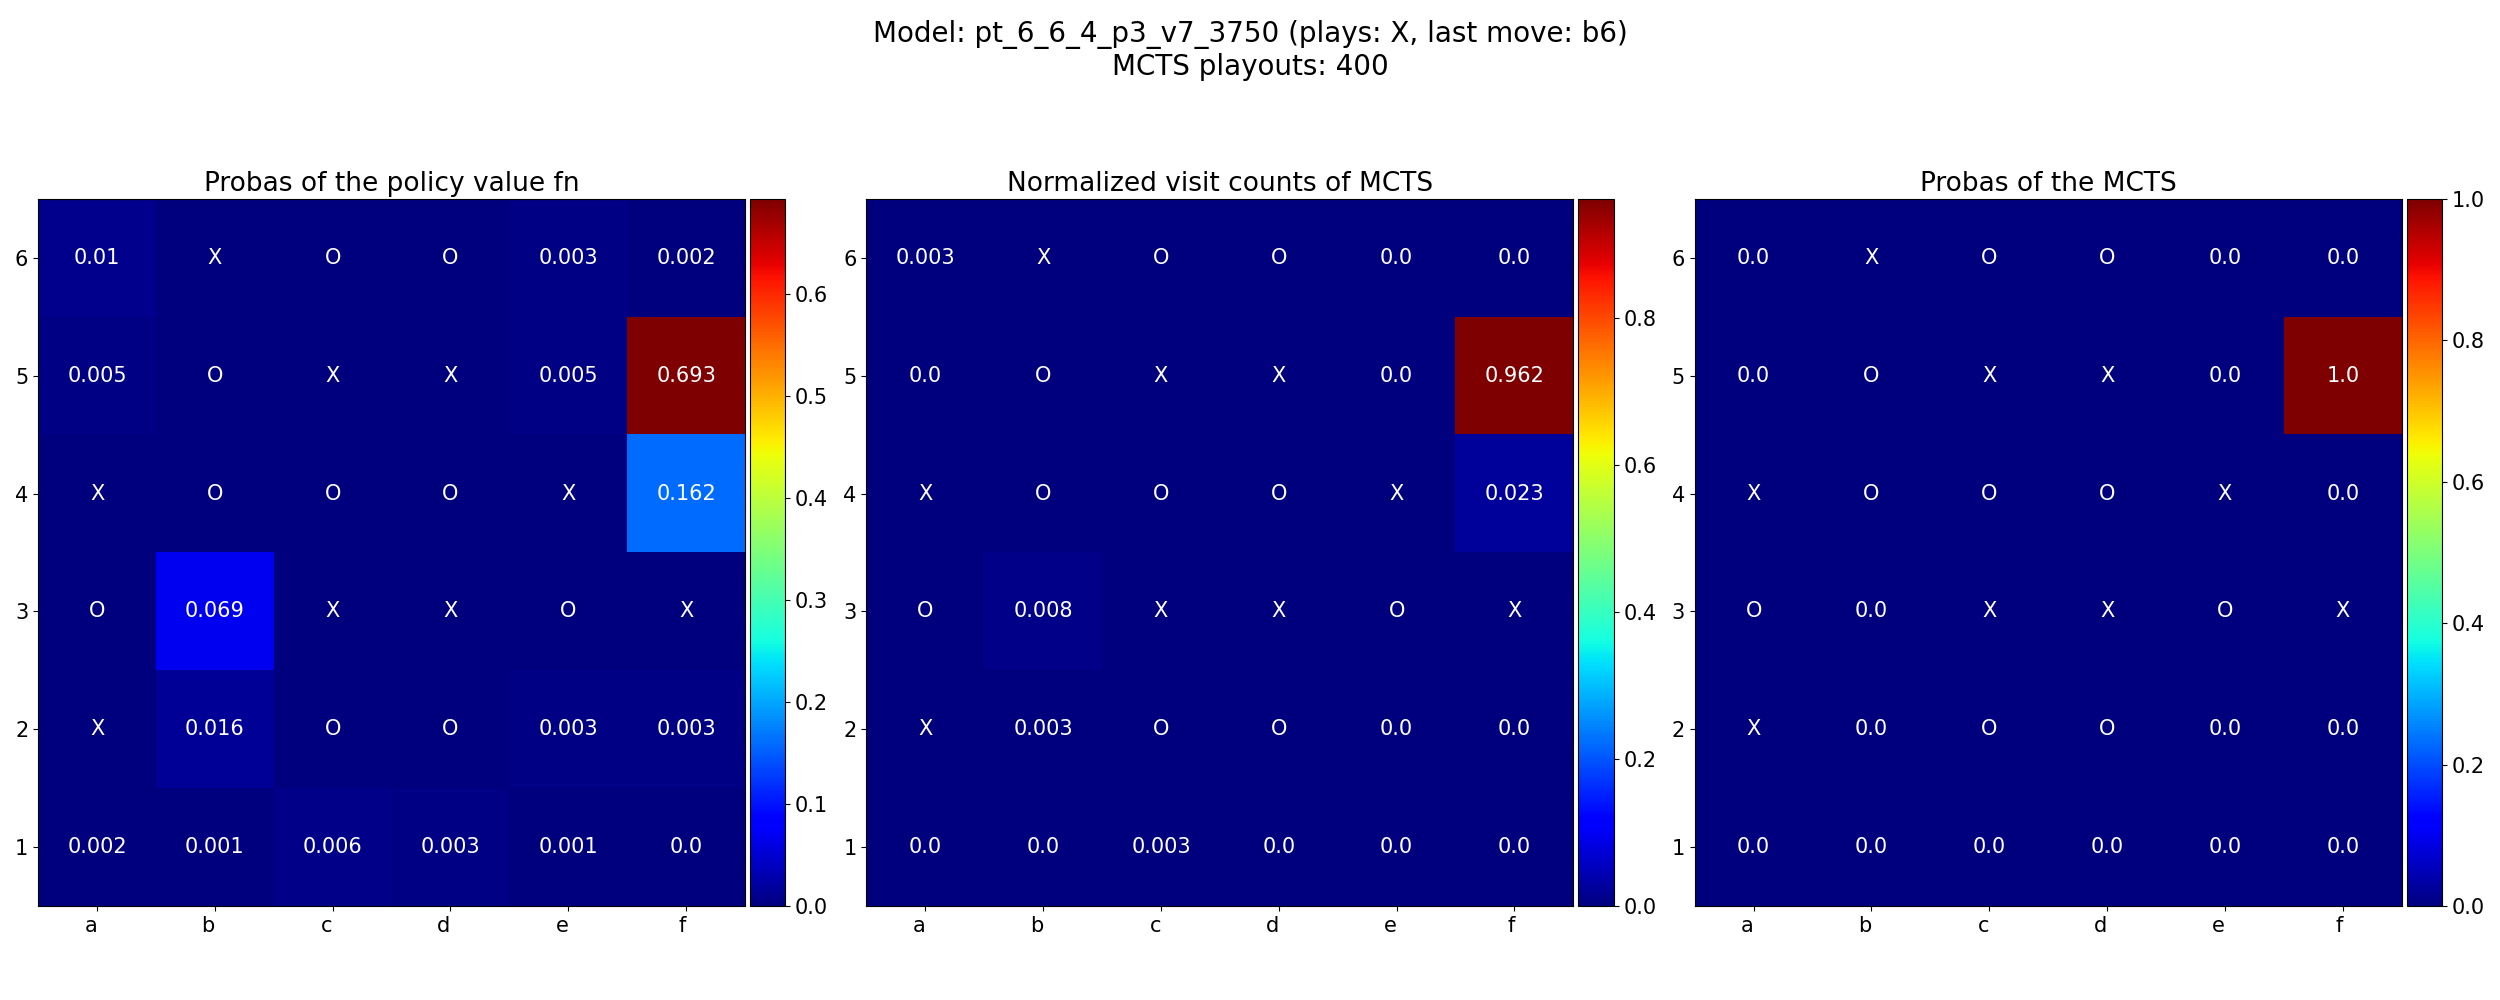 Model: pt_6_6_4_p3_v7_3750 (plays: X, last move: b6)
MCTS playouts: 400
Probas of the policy value fn
6 0.01 X O O 0.003 0.002
5 0.005 O X X 0.005 0.693
4 X O O O X 0.162
3 O 0.069 X X O X
2 X 0.016 O O 0.003 0.003
1 0.002 0.001 0.006 0.003 0.001 0.0
a b c d e f
0.6
0.5
0.4
0.3
0.2
0.1
0.0
Normalized visit counts of MCTS
6 0.003 X O O 0.0 0.0
5 0.0 O X X 0.0 0.962
4 X O O O X 0.023
3 O 0.008 X X O X
2 X 0.003 O O 0.0 0.0
1 0.0 0.0 0.003 0.0 0.0 0.0
a b c d e f
0.8
0.6
0.4
0.2
0.0
Probas of the MCTS
6 0.0 X O O 0.0 0.0
5 0.0 O X X 0.0 1.0
4 X O O O X 0.0
3 O 0.0 X X O X
2 X 0.0 O O 0.0 0.0
1 0.0 0.0 0.0 0.0 0.0 0.0
a b c d e f
1.0
0.8
0.6
0.4
0.2
0.0